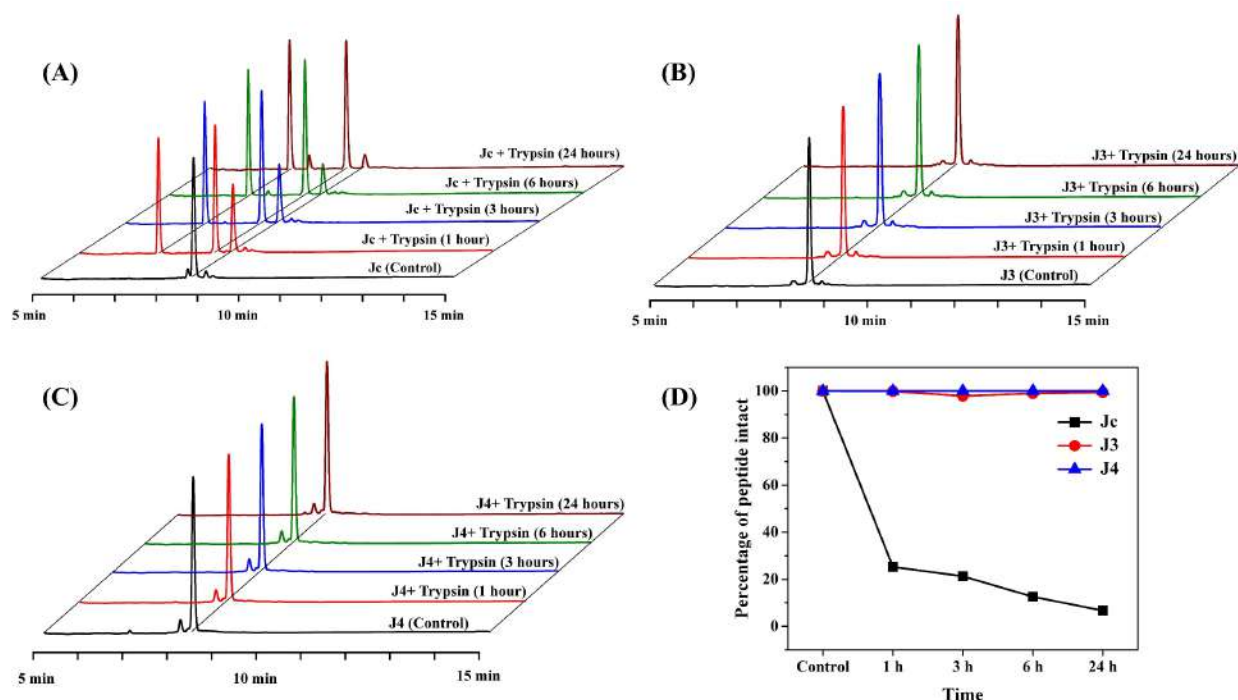 (A)
Jc + Trypsin (24 hours)
Jc + Trypsin (6 hours)
Jc + Trypsin (3 hours)
Jc + Trypsin (1 hour)
Jc (Control)
5 min 10 min 15 min
(B)
J3+ Trypsin (24 hours)
J3+ Trypsin (6 hours)
J3+ Trypsin (3 hours)
J3+ Trypsin (1 hour)
J3 (Control)
5 min 10 min 15 min
(C)
J4+ Trypsin (24 hours)
J4+ Trypsin (6 hours)
J4+ Trypsin (3 hours)
J4+ Trypsin (1 hour)
J4 (Control)
5 min 10 min 15 min
(D)
Percentage of peptide intact
100
80
60
40
20
0
Jc
J3
J4
Control 1 h 3 h 6 h 24 h
Time